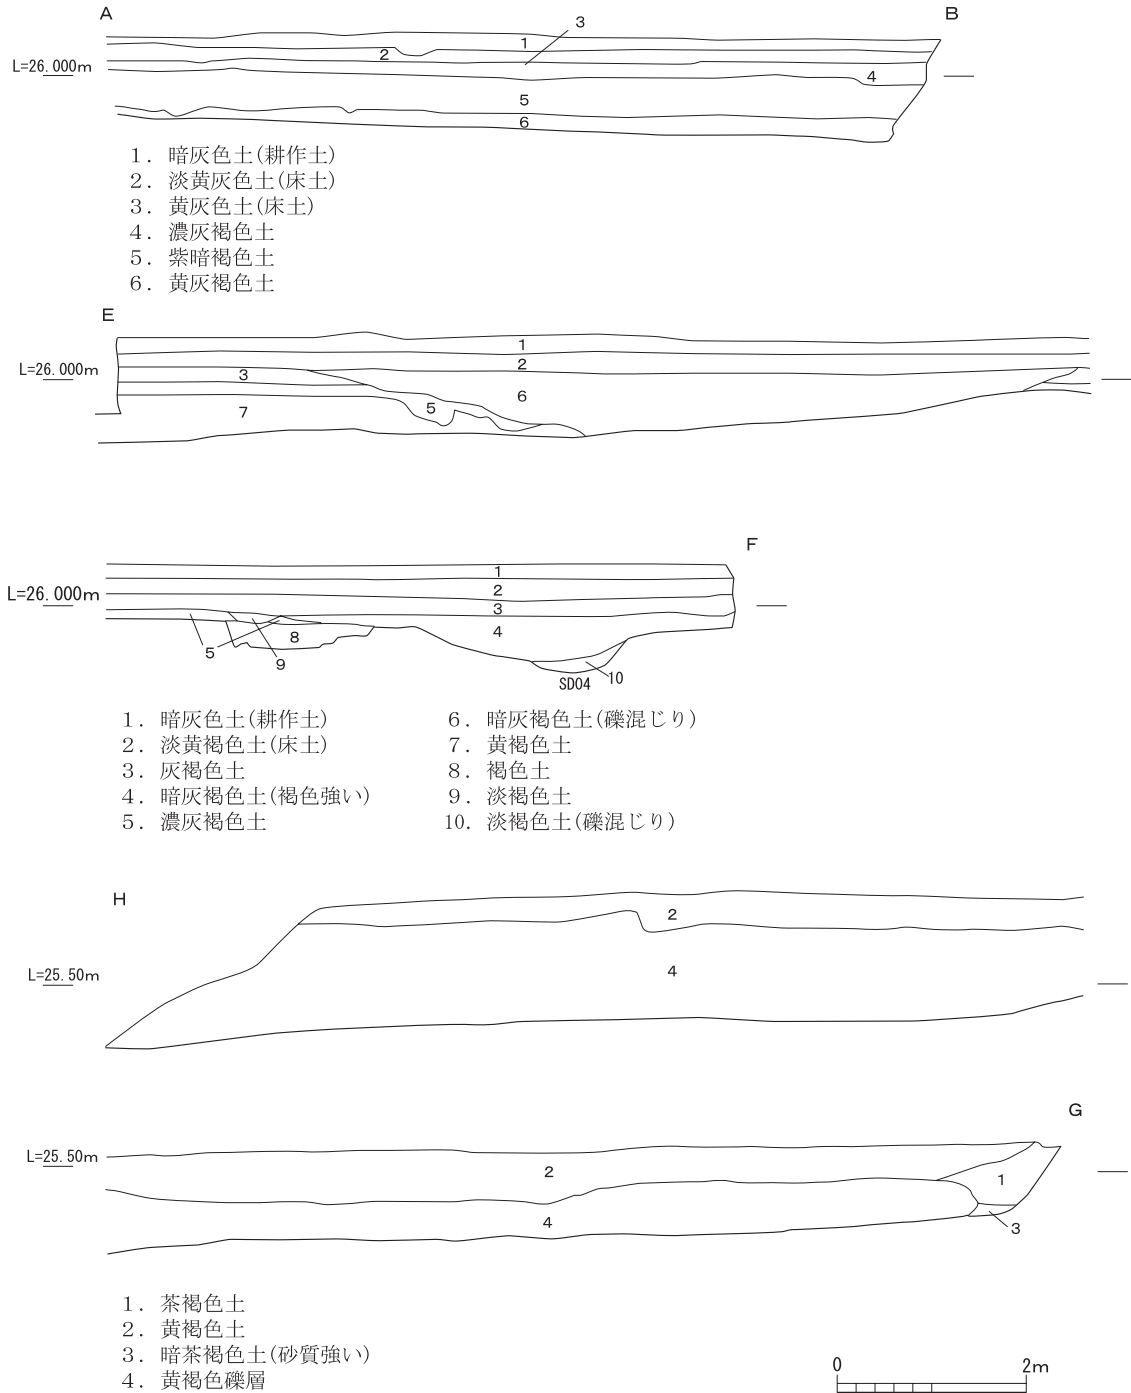 A
B
3
1
2
L=26.000m
4
5
6
1．暗灰色土(耕作土)
2．淡黄灰色土(床土)
3．黄灰色土(床土)
4．濃灰褐色土
5．紫暗褐色土
6．黄灰褐色土
E
1
2
L=26.000m
3
6
5
7
F
1
L=26.000m
2
3
4
8
5
9
10
SD04
1．暗灰色土(耕作土)
2．淡黄褐色土(床土)
3．灰褐色土
4．暗灰褐色土(褐色強い)
5．濃灰褐色土
6．暗灰褐色土(礫混じり)
7．黄褐色土
8．褐色土
9．淡褐色土
10．淡褐色土(礫混じり)
H
2
L=25.50m
4
G
L=25.50m
2
1
4
3
1．茶褐色土
2．黄褐色土
3．暗茶褐色土(砂質強い)
4．黄褐色礫層
0 2m